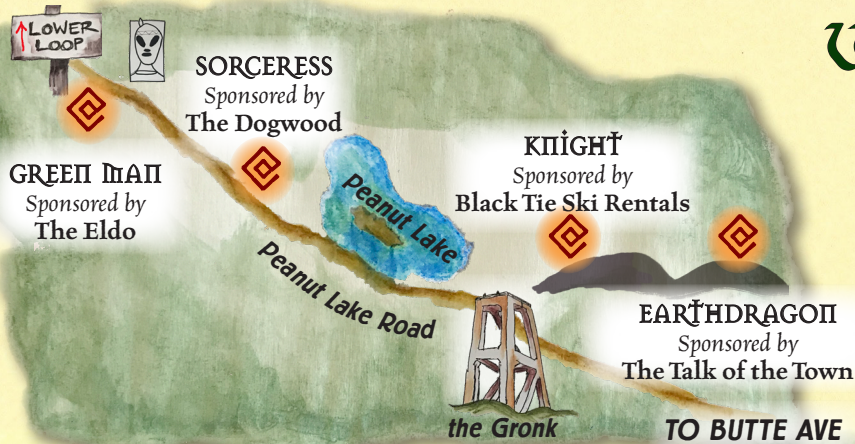 LOWER
LOOP
SORCERESS
Sponsored by
The Dogwood
GREEN MAN
Sponsored by
The Eldo
Peanut Lake
KNIGHT
Sponsored by
Black Tie Ski Rentals
Peanut Lake Road
EARTHDRAGON
Sponsored by
The Talk of the Town
the Gronk
TO BUTTE AVE